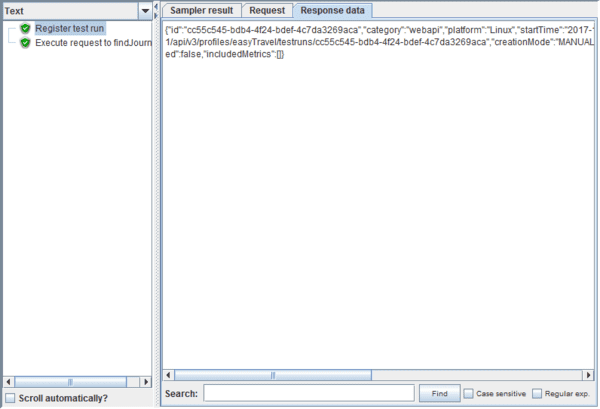 Text
Register test run
Execute request to findJourn
Sampler result
Request
Response data
{"id":"cc55c545-bdb4-4f24-bdef-4c7da3269aca","category":"webapi","platform":"Linux","startTime":"2017-
1/api/v3/profiles/easyTravel/testruns/cc55c545-bdb4-4f24-bdef-4c7da3269aca","creationMode":"MANUAL
ed":false,"includedMetrics":[]}
Scroll automatically?
Search:
Find
Case sensitive
Regular exp.